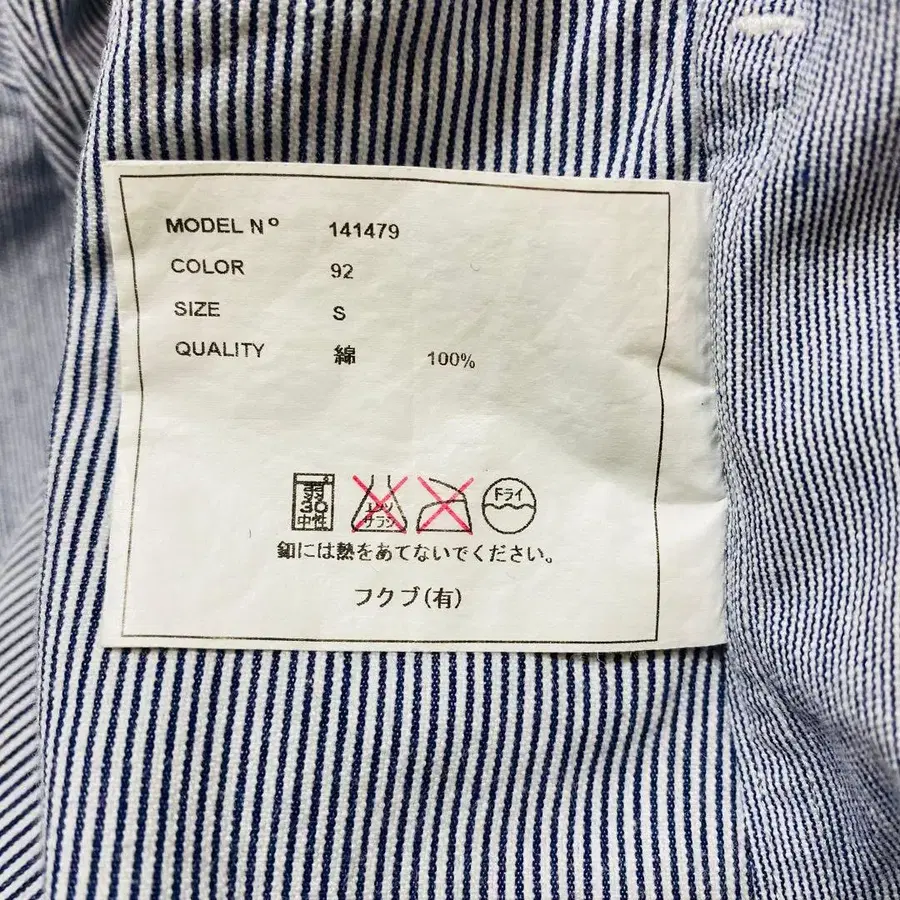 MODEL Nº 141479
COLOR 92
SIZE S
QUALITY 綿 100%
弱 エンソ ドライ
30 サラシ
中性
釦には熱をあてないでください。
フクブ(有)